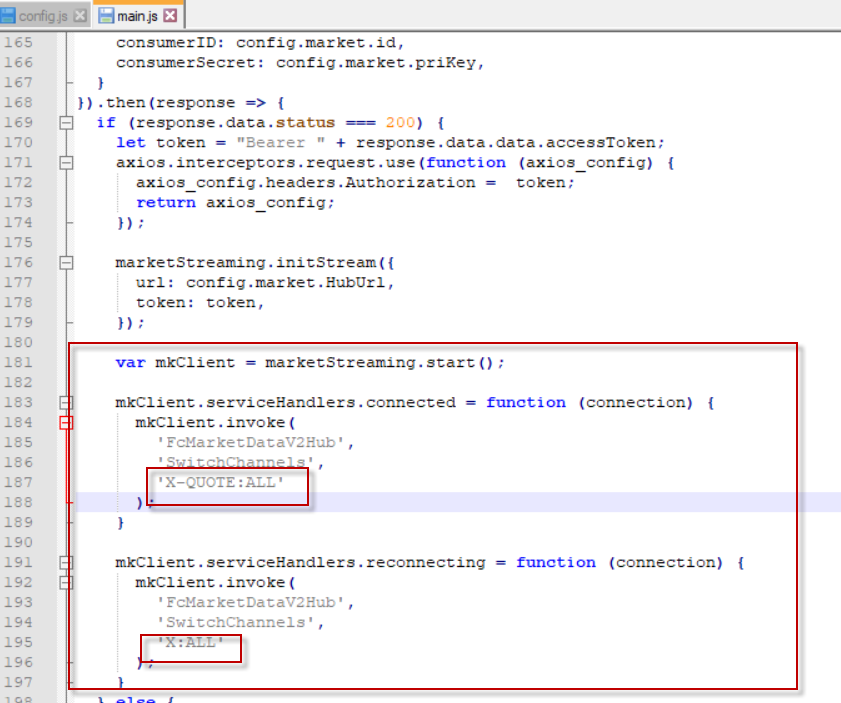 config.js main.js
165 consumerID: config.market.id,
166 consumerSecret: config.market.priKey,
167 }
168 }).then(response => {
169 if (response.data.status === 200) {
170 let token = "Bearer " + response.data.data.accessToken;
171 axios.interceptors.request.use(function (axios_config) {
172 axios_config.headers.Authorization =  token;
173 return axios_config;
174 });
175
176 marketStreaming.initStream({
177 url: config.market.HubUrl,
178 token: token,
179 });
180
181 var mkClient = marketStreaming.start();
182
183 mkClient.serviceHandlers.connected = function (connection) {
184 mkClient.invoke(
185 'FcMarketDataV2Hub',
186 'SwitchChannels',
187 'X-QUOTE:ALL'
188 );
189 }
190
191 mkClient.serviceHandlers.reconnecting = function (connection) {
192 mkClient.invoke(
193 'FcMarketDataV2Hub',
194 'SwitchChannels',
195 'X:ALL'
196 );
197 }
198 } else {